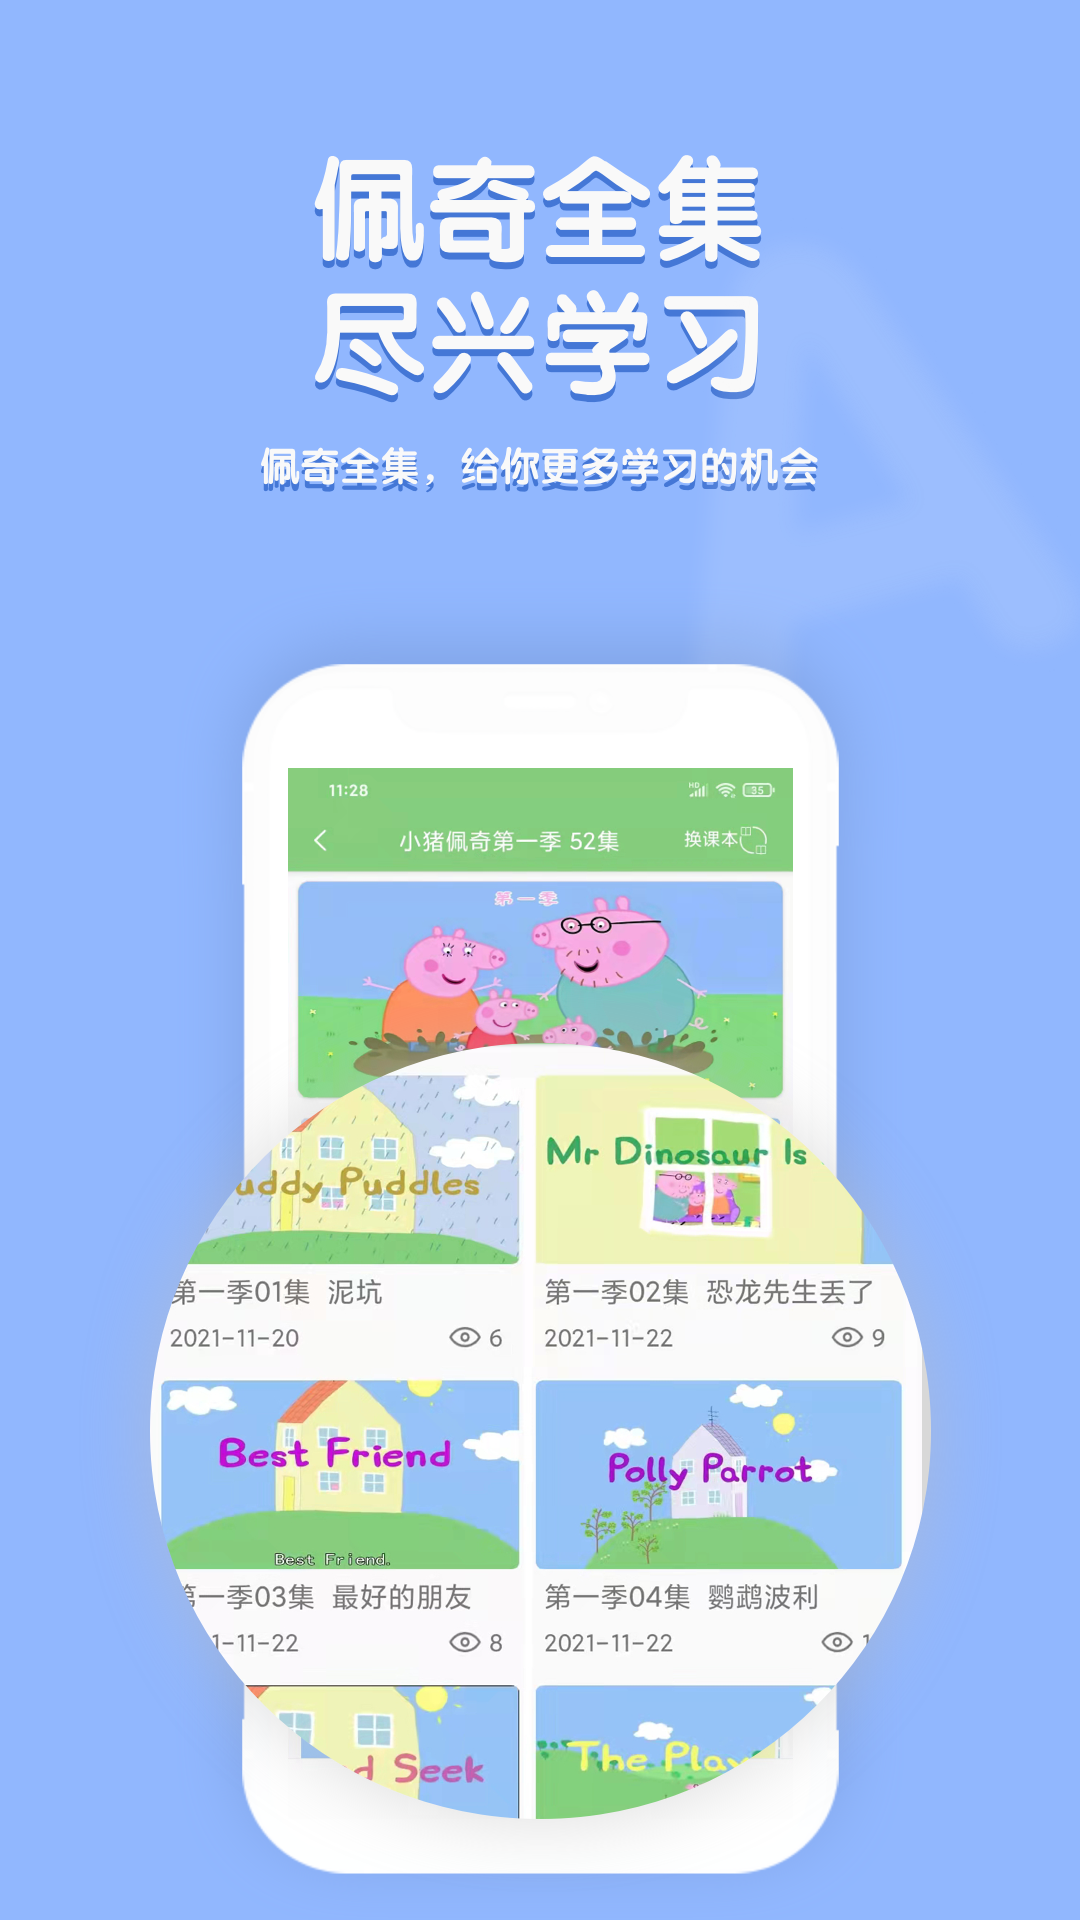 佩奇全集
尽兴学习
佩奇全集，给你更多学习的机会
11:28
HD
35
小猪佩奇第一季 52集
换课本
第一季
uddy Puddles
Mr Dinosaur Is
第一季01集 泥坑
第一季02集 恐龙先生丢了
2021-11-20
6
2021-11-22
9
Best Friend
Polly Parrot
Best Friend.
第一季03集 最好的朋友
第一季04集 鹦鹉波利
1-11-22
8
2021-11-22
1
d Seek
The Play